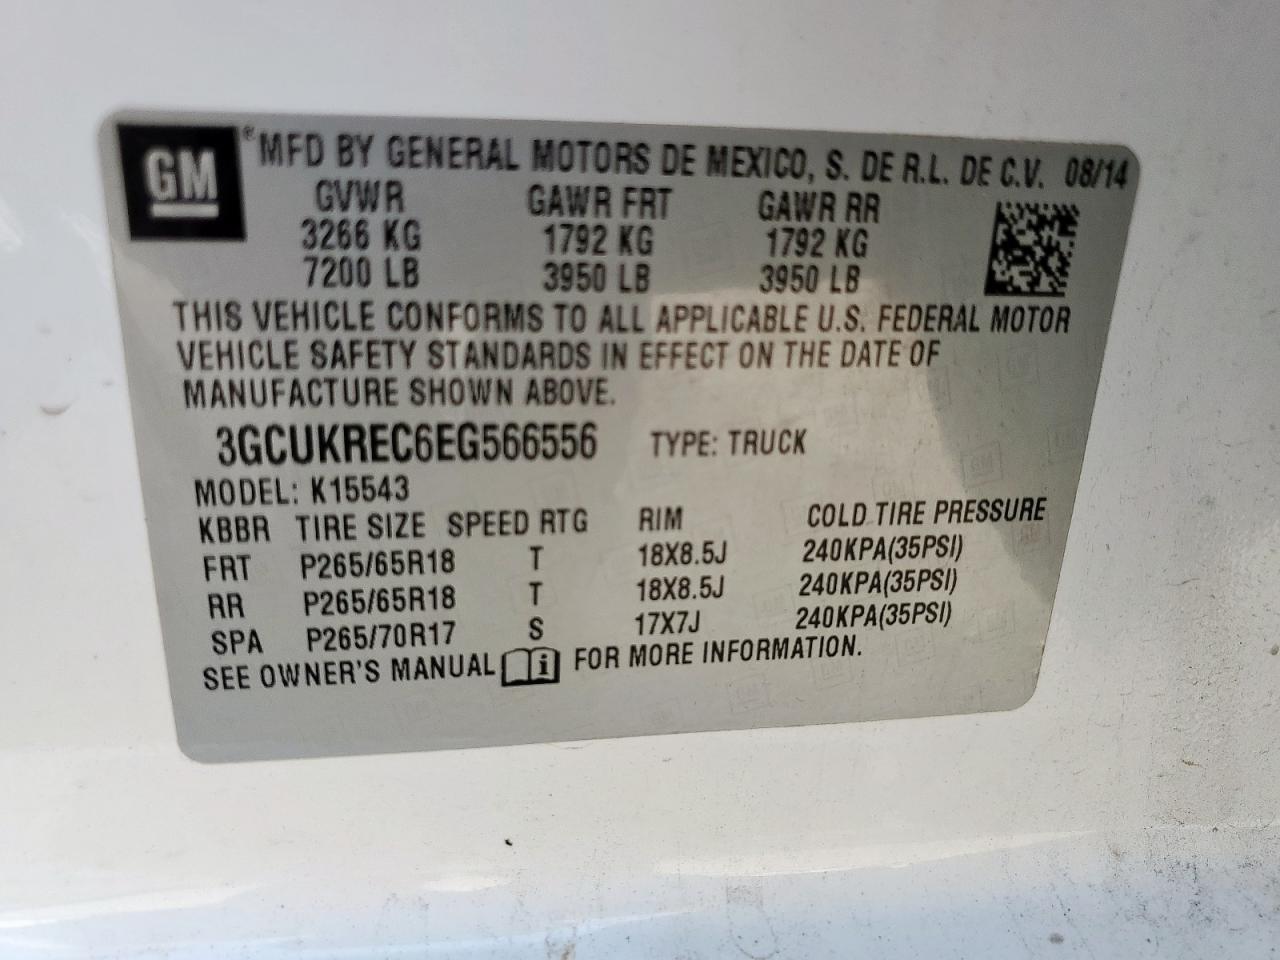 GM ® MFD BY GENERAL MOTORS DE MEXICO, S. DE R.L. DE C.V. 08/14
GVWR GAWR FRT GAWR RR
3266 KG 1792 KG 1792 KG
7200 LB 3950 LB 3950 LB
THIS VEHICLE CONFORMS TO ALL APPLICABLE U.S. FEDERAL MOTOR
VEHICLE SAFETY STANDARDS IN EFFECT ON THE DATE OF
MANUFACTURE SHOWN ABOVE.
3GCUKREC6EG566556 TYPE: TRUCK
MODEL: K15543
KBBR TIRE SIZE SPEED RTG RIM COLD TIRE PRESSURE
FRT P265/65R18 T 18X8.5J 240KPA(35PSI)
RR P265/65R18 T 18X8.5J 240KPA(35PSI)
SPA P265/70R17 S 17X7J 240KPA(35PSI)
SEE OWNER'S MANUAL i FOR MORE INFORMATION.